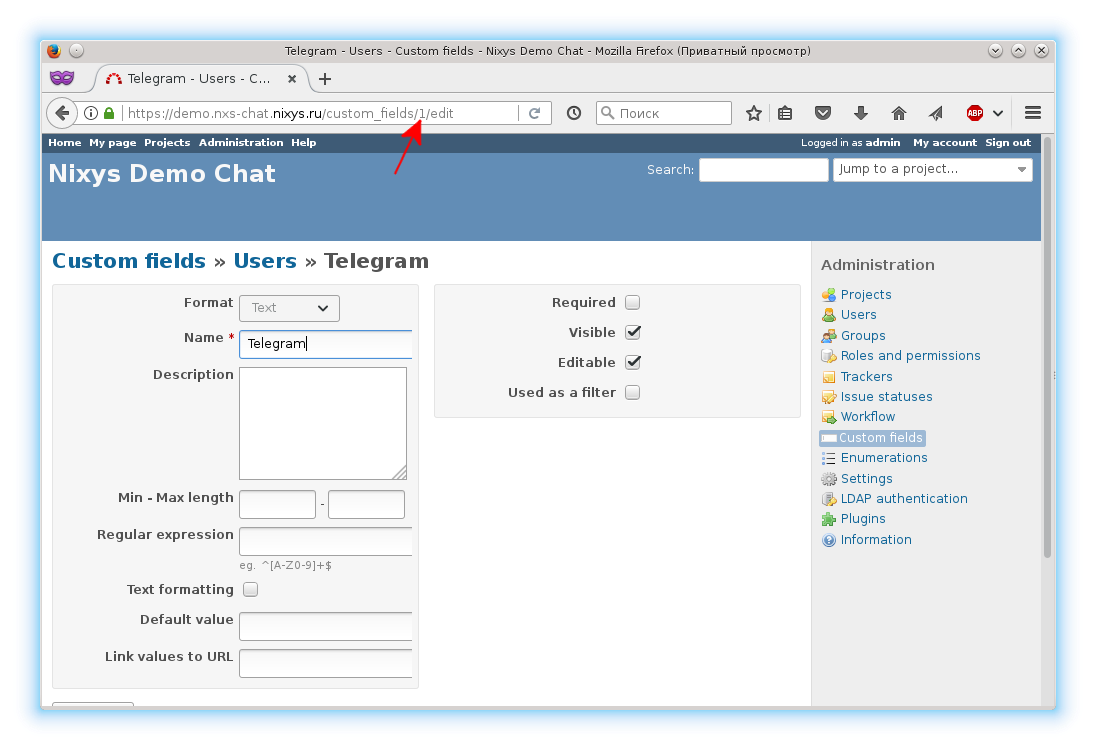 Telegram - Users - Custom fields - Nixys Demo Chat - Mozilla Firefox (Приватный просмотр)
Telegram - Users - C...
https://demo.nxs-chat.nixys.ru/custom_fields/1/edit
Поиск
ABP
Home My page Projects Administration Help
Logged in as admin My account Sign out
Nixys Demo Chat
Search:
Jump to a project...
Custom fields » Users » Telegram
Format
Text
Name *
Telegram
Description
Min - Max length
-
Regular expression
eg. ^[A-Z0-9]+$
Text formatting
Default value
Link values to URL
Required
Visible
Editable
Used as a filter
Administration
Projects
Users
Groups
Roles and permissions
Trackers
Issue statuses
Workflow
Custom fields
Enumerations
Settings
LDAP authentication
Plugins
Information